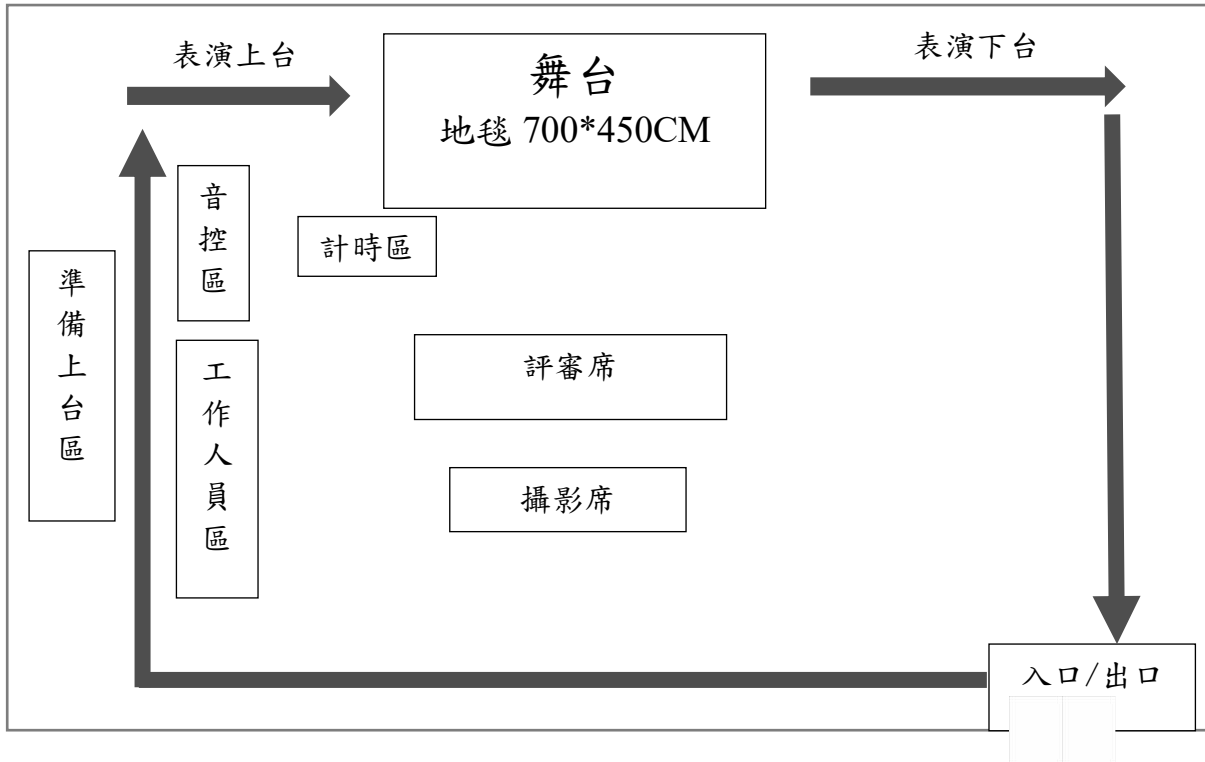 表演上台
舞台
地毯 700*450CM
表演下台
音控區
計時區
準備上台區
工作人員區
評審席
攝影席
入口/出口